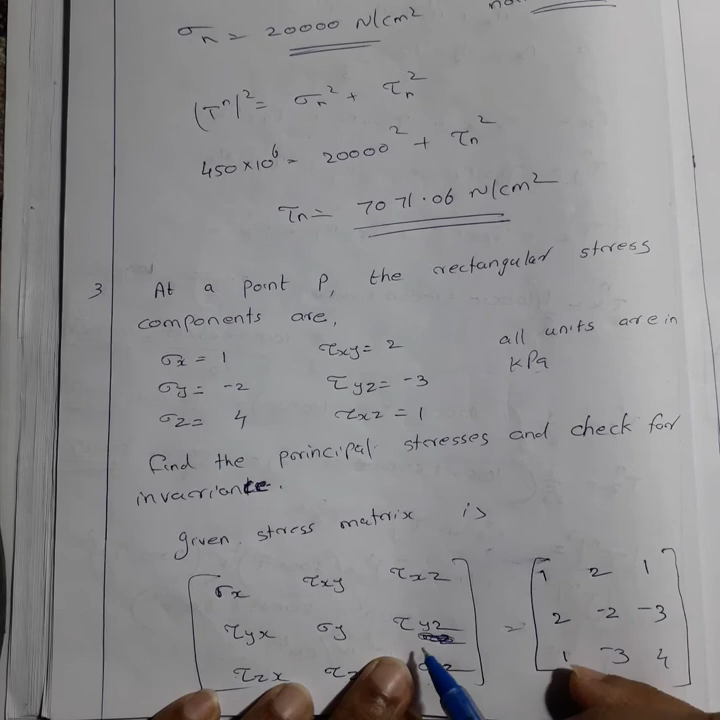 σn = 20000 N/cm²
(Tⁿ)² = σn² + τn²
450×10⁶ = 20000² + τn²
τn = 7071.06 N/cm²
3 At a point P, the rectangular stress
components are,
σx = 1 τxy = 2 all units are in
σy = -2 τyz = -3 kPa
σz = 4 τxz = 1
find the principal stresses and check for
invariance.
given stress matrix is
σx τxy τxz = 1 2 1
τyx σy τyz 2 -2 -3
τzx 1 -3 4